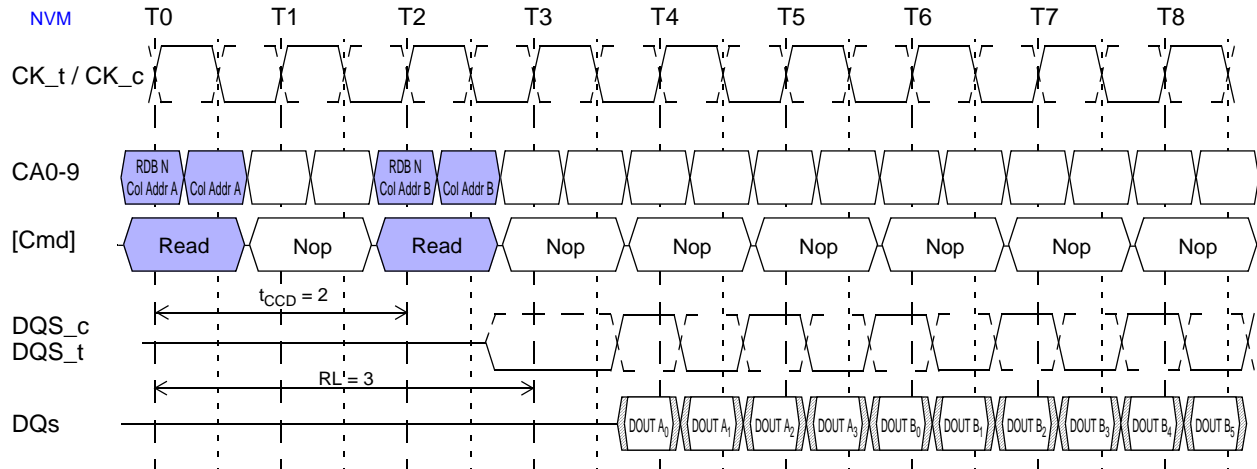 NVM T0 T1 T2 T3 T4 T5 T6 T7 T8
CK_t / CK_c
CA0-9
RDB N
Col Addr A
Col Addr A
RDB N
Col Addr B
Col Addr B
[Cmd] Read Nop Read Nop Nop Nop Nop Nop Nop
tCCD = 2
DQS_c
DQS_t
RL = 3
DQs DOUT A0 DOUT A1 DOUT A2 DOUT A3 DOUT B0 DOUT B1 DOUT B2 DOUT B3 DOUT B4 DOUT B5